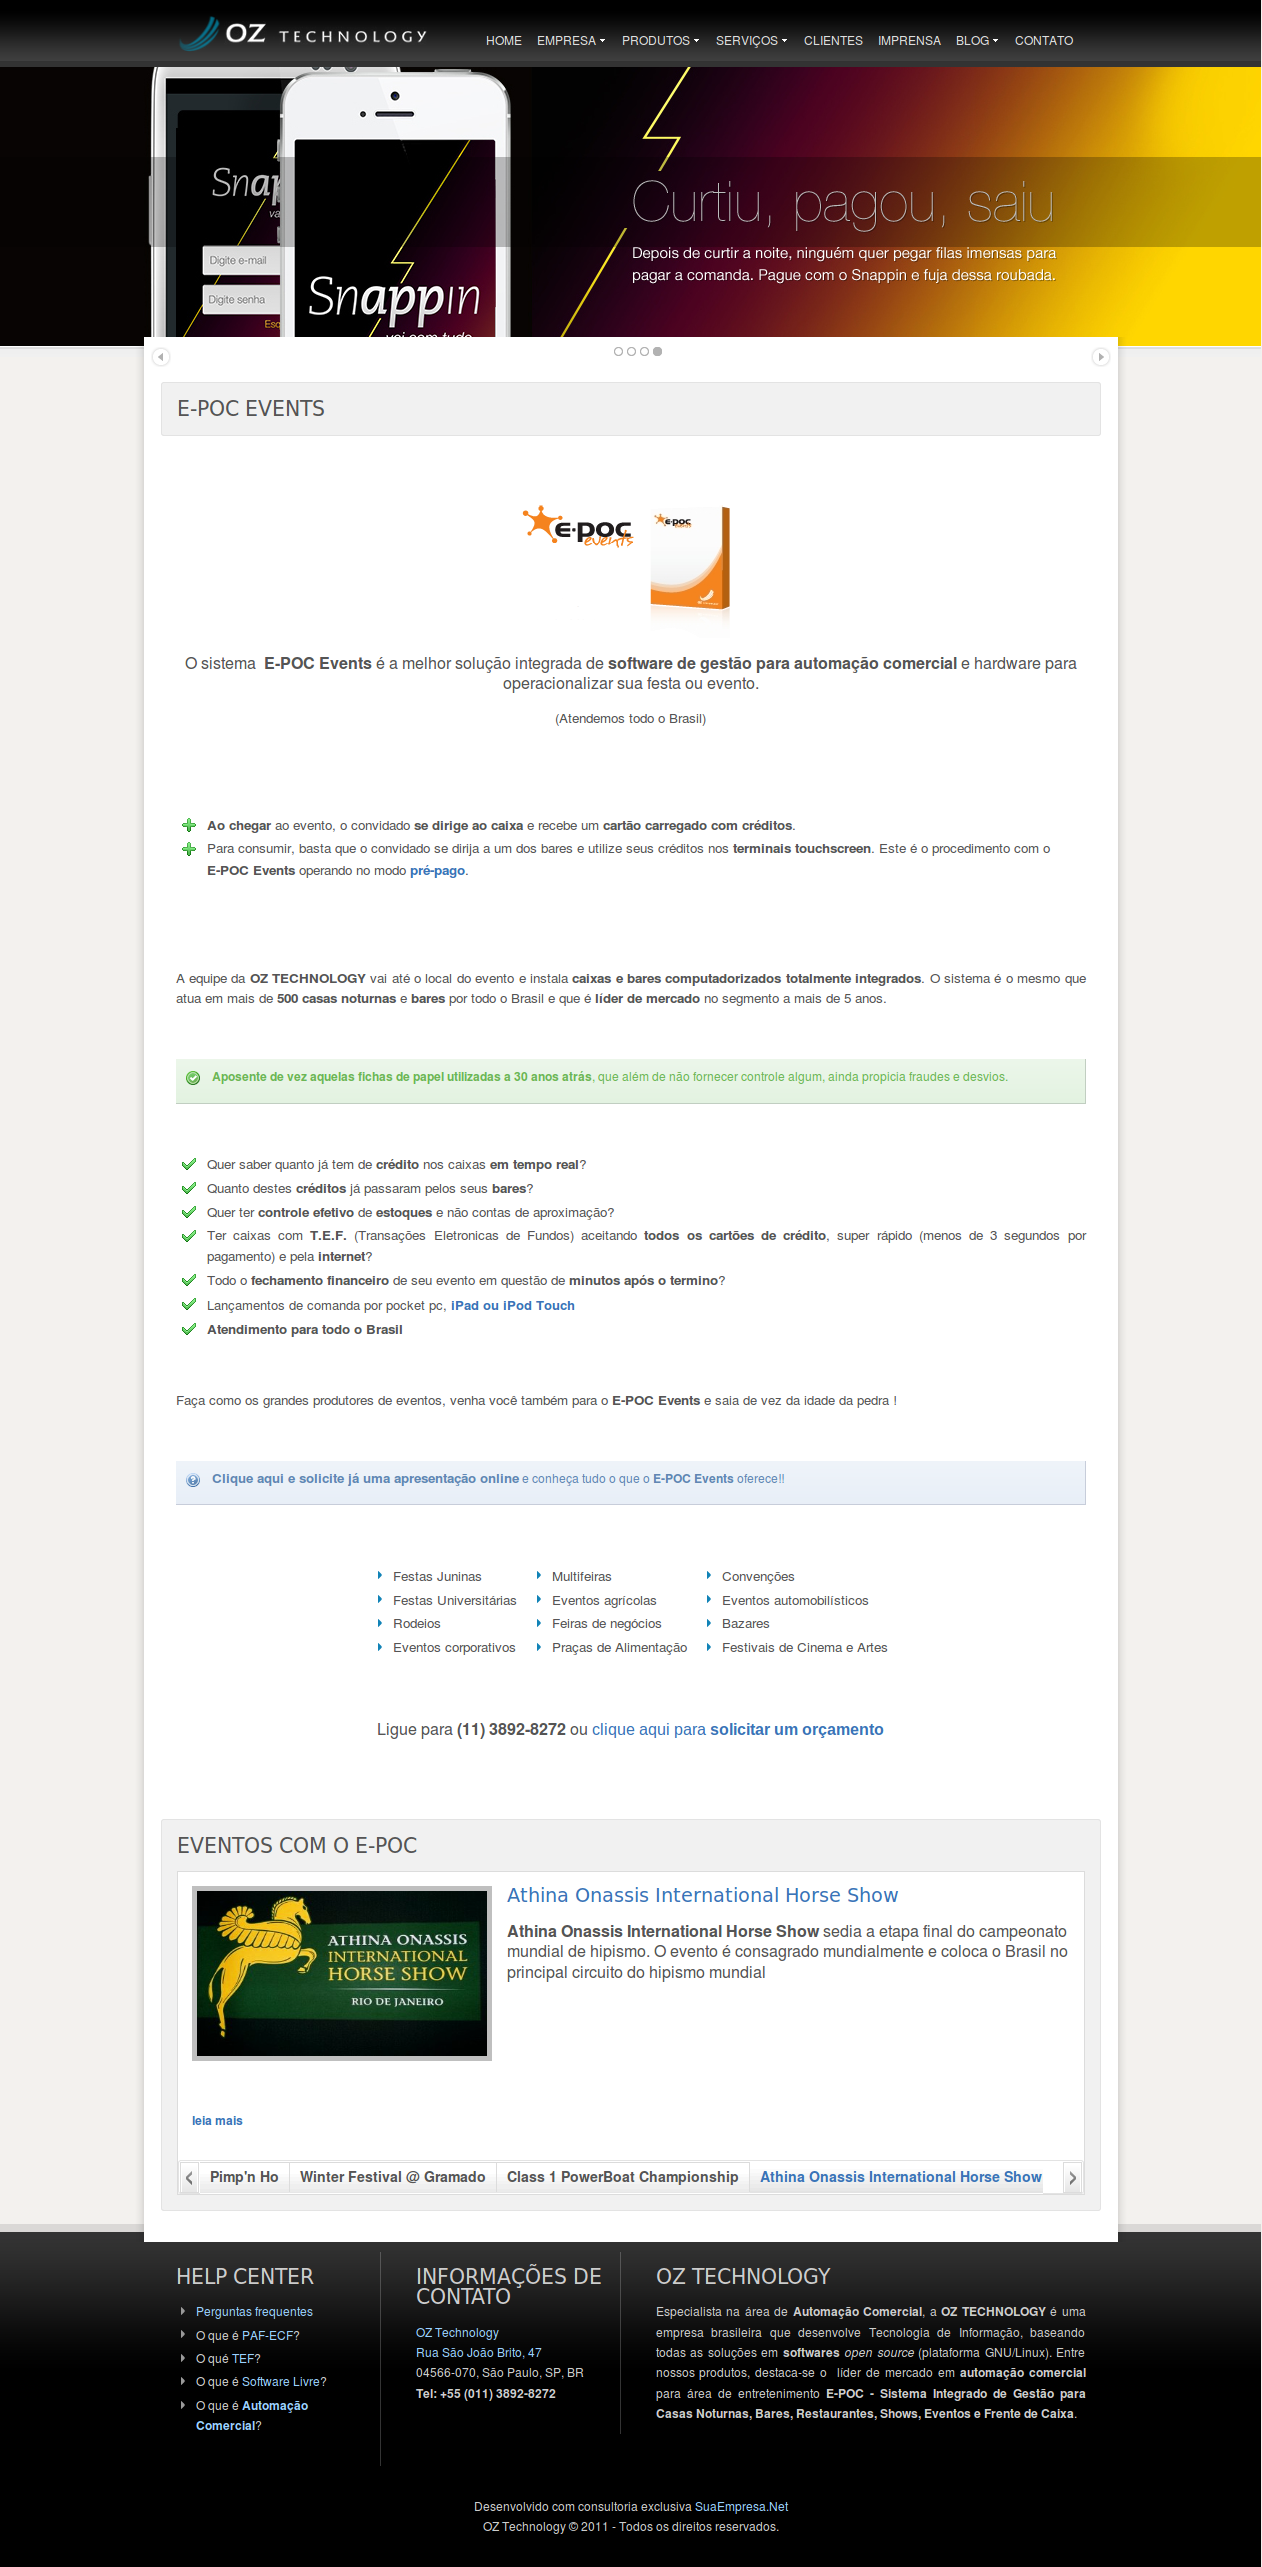 OZ TECHNOLOGY
HOME EMPRESA PRODUTOS SERVIÇOS CLIENTES IMPRENSA BLOG CONTATO
Snapp
va
Digite e-mail
Digite senha
Esq
Snappin
vai com tudo
Curtiu, pagou, saiu
Depois de curtir a noite, ninguém quer pegar filas imensas para
pagar a comanda. Pague com o Snappin e fuja dessa roubada.
E-POC EVENTS
e-poc
events
e-poc
events
O sistema E-POC Events é a melhor solução integrada de software de gestão para automação comercial e hardware para
operacionalizar sua festa ou evento.
(Atendemos todo o Brasil)
Ao chegar ao evento, o convidado se dirige ao caixa e recebe um cartão carregado com créditos.
Para consumir, basta que o convidado se dirija a um dos bares e utilize seus créditos nos terminais touchscreen. Este é o procedimento com o
E-POC Events operando no modo pré-pago.
A equipe da OZ TECHNOLOGY vai até o local do evento e instala caixas e bares computadorizados totalmente integrados. O sistema é o mesmo que
atua em mais de 500 casas noturnas e bares por todo o Brasil e que é líder de mercado no segmento a mais de 5 anos.
Aposente de vez aquelas fichas de papel utilizadas a 30 anos atrás, que além de não fornecer controle algum, ainda propicia fraudes e desvios.
Quer saber quanto já tem de crédito nos caixas em tempo real?
Quanto destes créditos já passaram pelos seus bares?
Quer ter controle efetivo de estoques e não contas de aproximação?
Ter caixas com T.E.F. (Transações Eletronicas de Fundos) aceitando todos os cartões de crédito, super rápido (menos de 3 segundos por
pagamento) e pela internet?
Todo o fechamento financeiro de seu evento em questão de minutos após o termino?
Lançamentos de comanda por pocket pc, iPad ou iPod Touch
Atendimento para todo o Brasil
Faça como os grandes produtores de eventos, venha você também para o E-POC Events e saia de vez da idade da pedra !
Clique aqui e solicite já uma apresentação online e conheça tudo o que o E-POC Events oferece!!
Festas Juninas Multifeiras Convenções
Festas Universitárias Eventos agrícolas Eventos automobilísticos
Rodeios Feiras de negócios Bazares
Eventos corporativos Praças de Alimentação Festivais de Cinema e Artes
Ligue para (11) 3892-8272 ou clique aqui para solicitar um orçamento
EVENTOS COM O E-POC
ATHINA ONASSIS
INTERNATIONAL
HORSE SHOW
RIO DE JANEIRO
Athina Onassis International Horse Show
Athina Onassis International Horse Show sedia a etapa final do campeonato
mundial de hipismo. O evento é consagrado mundialmente e coloca o Brasil no
principal circuito do hipismo mundial
leia mais
Pimp'n Ho Winter Festival @ Gramado Class 1 PowerBoat Championship Athina Onassis International Horse Show
HELP CENTER
Perguntas frequentes
O que é PAF-ECF?
O qué TEF?
O que é Software Livre?
O que é Automação
Comercial?
INFORMAÇÕES DE
CONTATO
OZ Technology
Rua São João Brito, 47
04566-070, São Paulo, SP, BR
Tel: +55 (011) 3892-8272
OZ TECHNOLOGY
Especialista na área de Automação Comercial, a OZ TECHNOLOGY é uma
empresa brasileira que desenvolve Tecnologia de Informação, baseando
todas as soluções em softwares open source (plataforma GNU/Linux). Entre
nossos produtos, destaca-se o líder de mercado em automação comercial
para área de entretenimento E-POC - Sistema Integrado de Gestão para
Casas Noturnas, Bares, Restaurantes, Shows, Eventos e Frente de Caixa.
Desenvolvido com consultoria exclusiva SuaEmpresa.Net
OZ Technology © 2011 - Todos os direitos reservados.